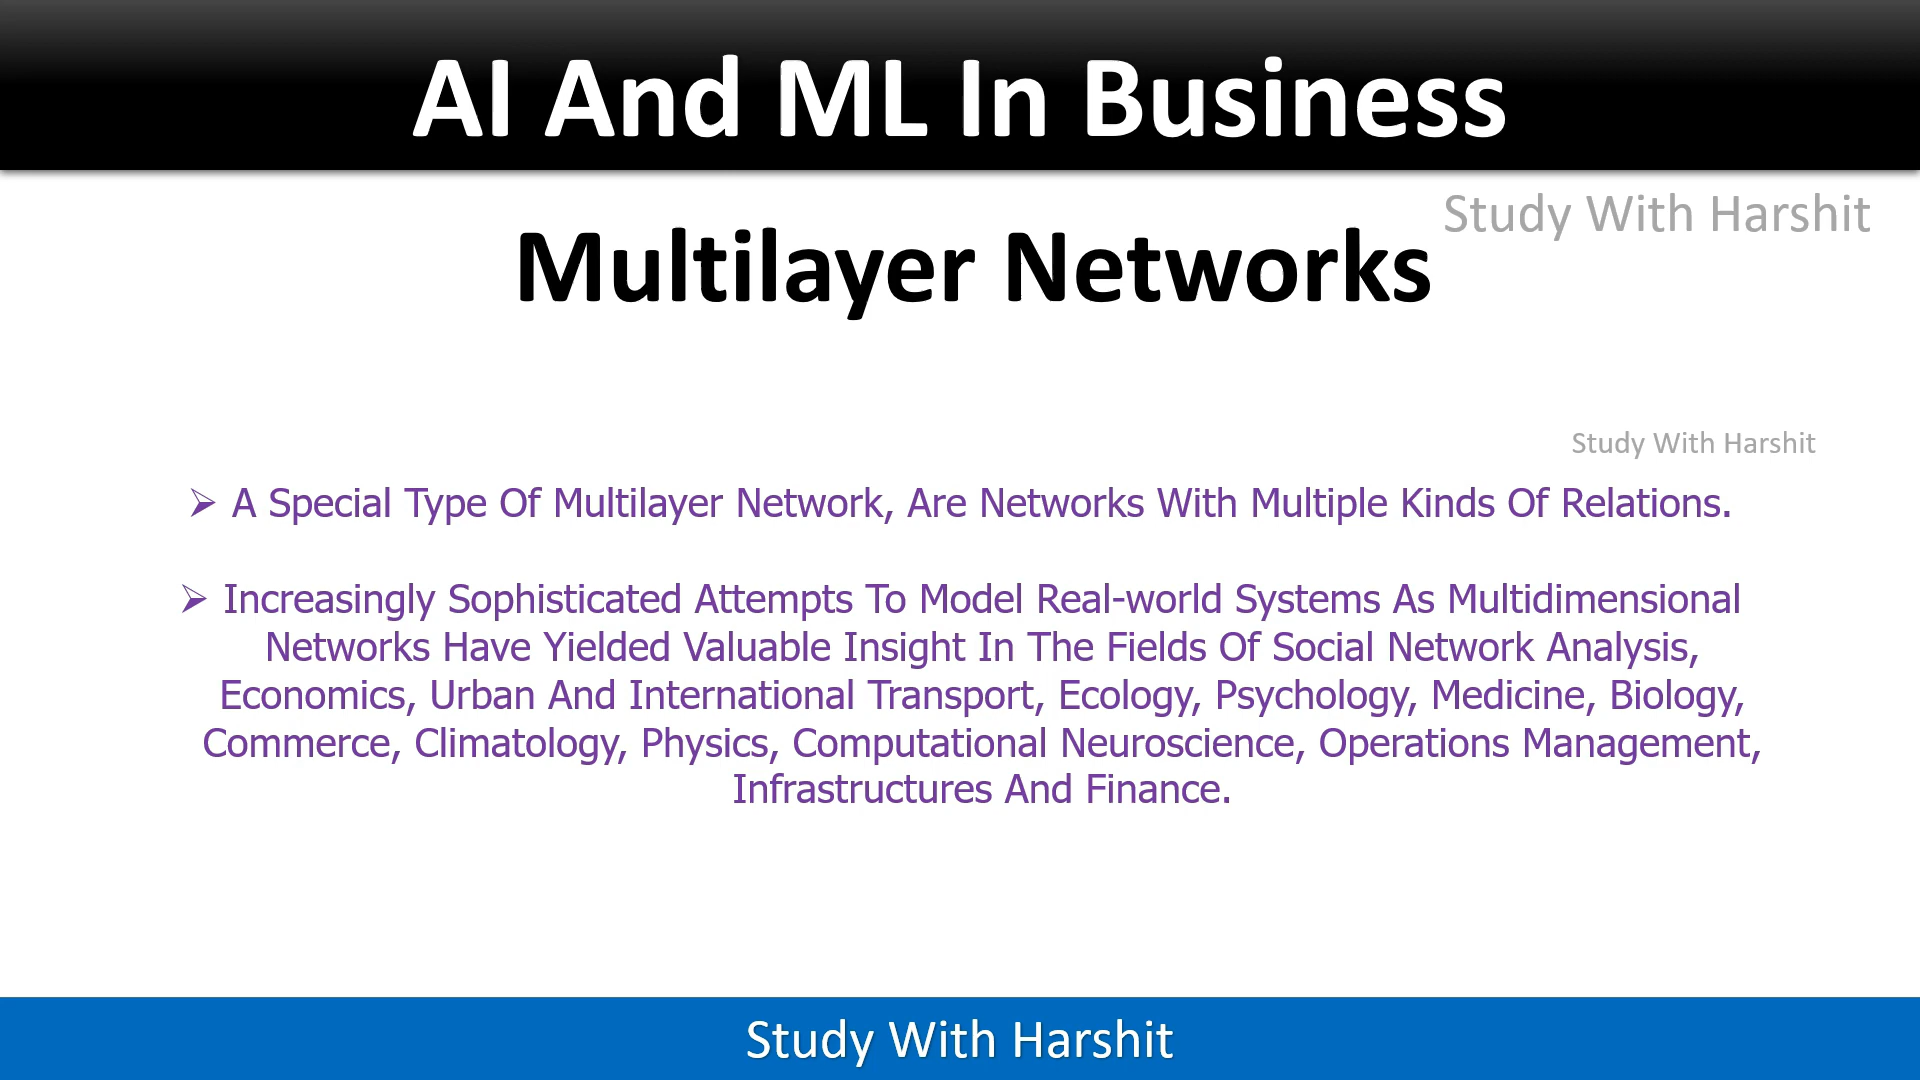 AI And ML In Business
Study With Harshit
Multilayer Networks
Study With Harshit
➢ A Special Type Of Multilayer Network, Are Networks With Multiple Kinds Of Relations.
➢ Increasingly Sophisticated Attempts To Model Real-world Systems As Multidimensional
Networks Have Yielded Valuable Insight In The Fields Of Social Network Analysis,
Economics, Urban And International Transport, Ecology, Psychology, Medicine, Biology,
Commerce, Climatology, Physics, Computational Neuroscience, Operations Management,
Infrastructures And Finance.
Study With Harshit